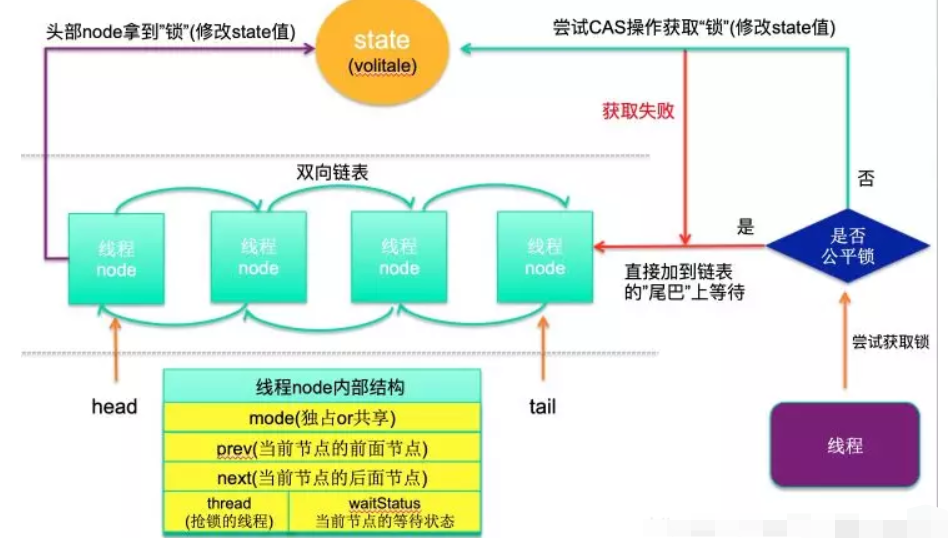 头部node拿到"锁"(修改state值)
state
(volitale)
尝试CAS操作获取“锁”(修改state值)
获取失败
双向链表
否
线程
node
线程
node
线程
node
线程
node
是
是否
公平锁
直接加到链表
的"尾巴"上等待
尝试获取锁
head
tail
线程node内部结构
mode(独占or共享)
prev(当前节点的前面节点)
next(当前节点的后面节点)
thread
(抢锁的线程)
waitStatus
当前节点的等待状态
线程